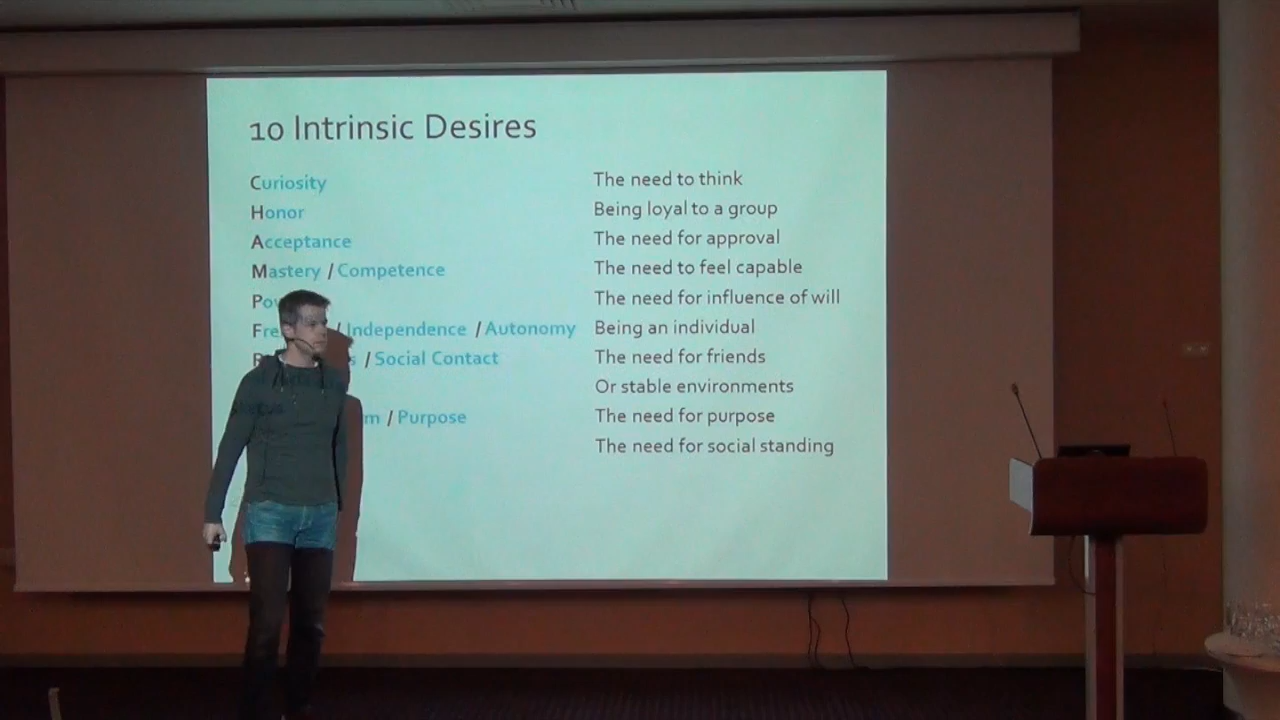 10 Intrinsic Desires
Curiosity The need to think
Honor Being loyal to a group
Acceptance The need for approval
Mastery / Competence The need to feel capable
The need for influence of will
/ Independence / Autonomy Being an individual
/ Social Contact The need for friends
Or stable environments
/ Purpose The need for purpose
The need for social standing